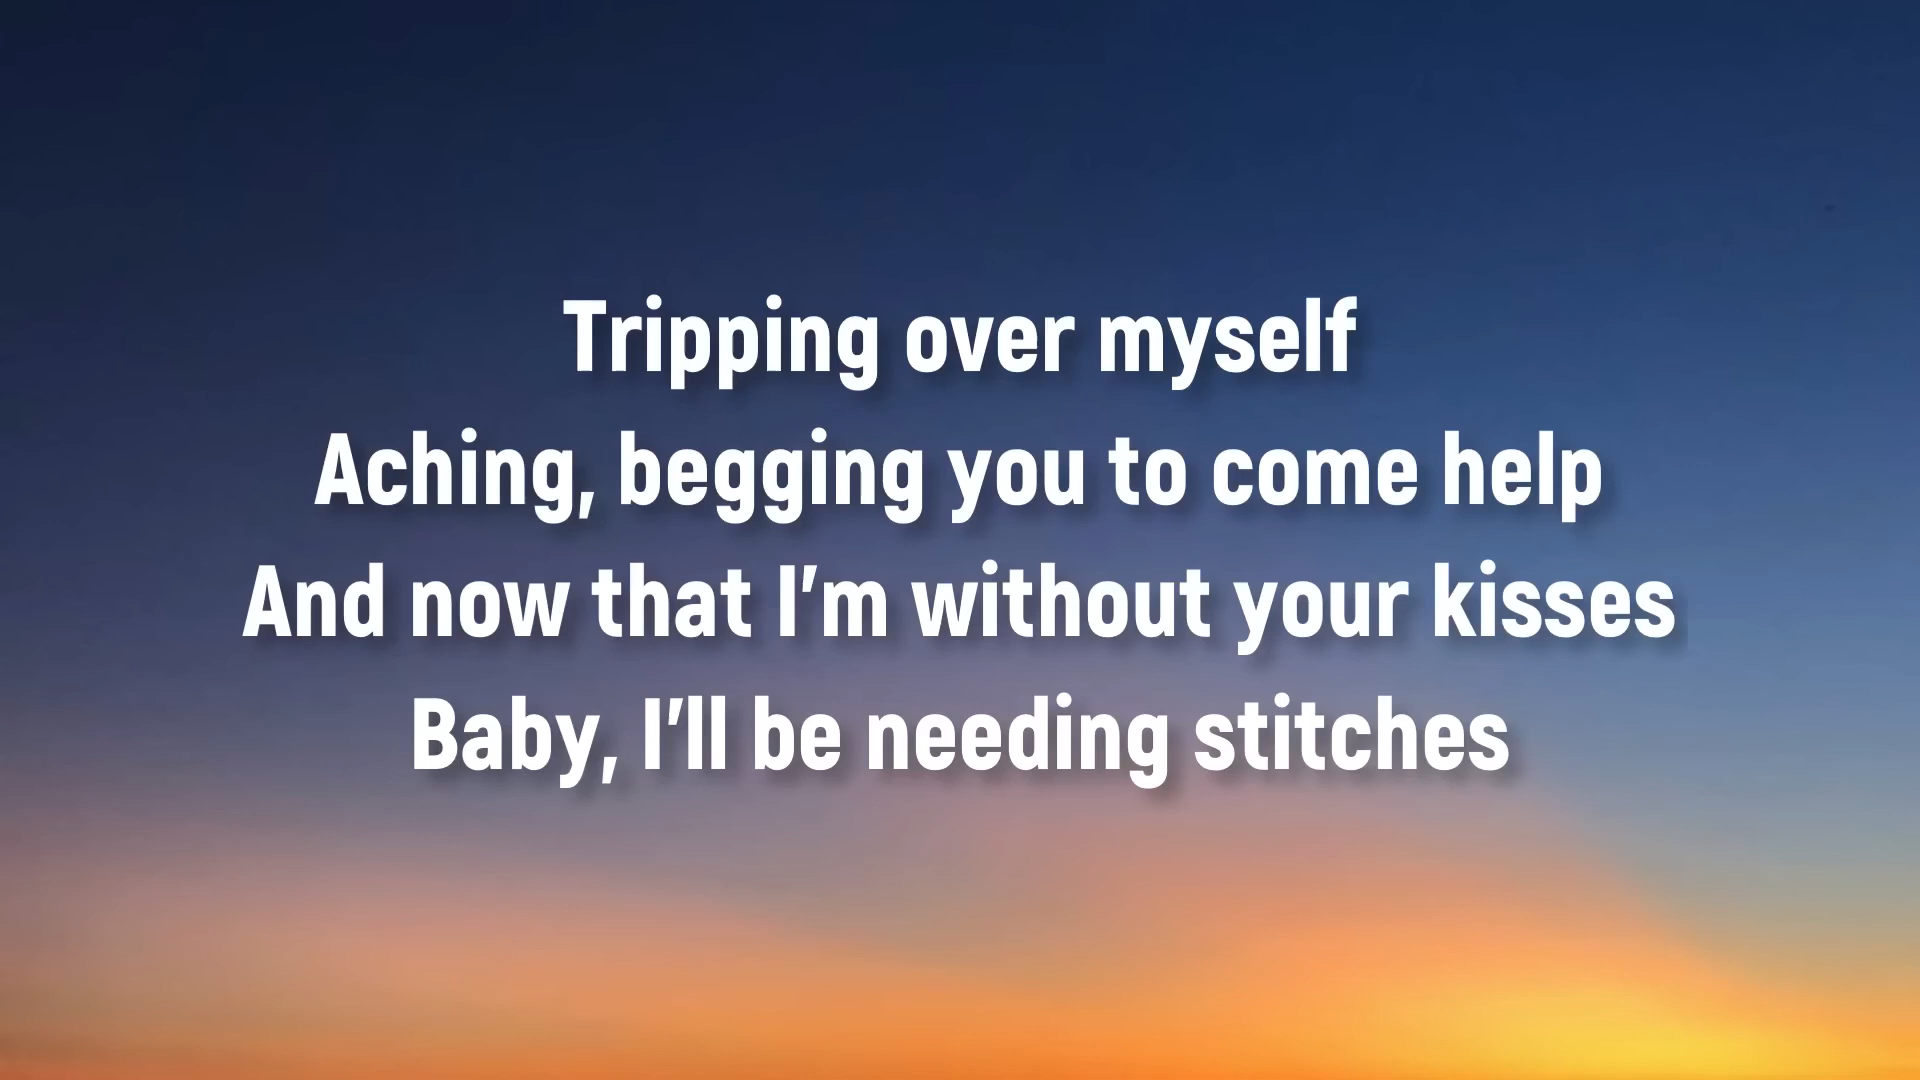 Tripping over myself
Aching, begging you to come help
And now that I'm without your kisses
Baby, I'll be needing stitches